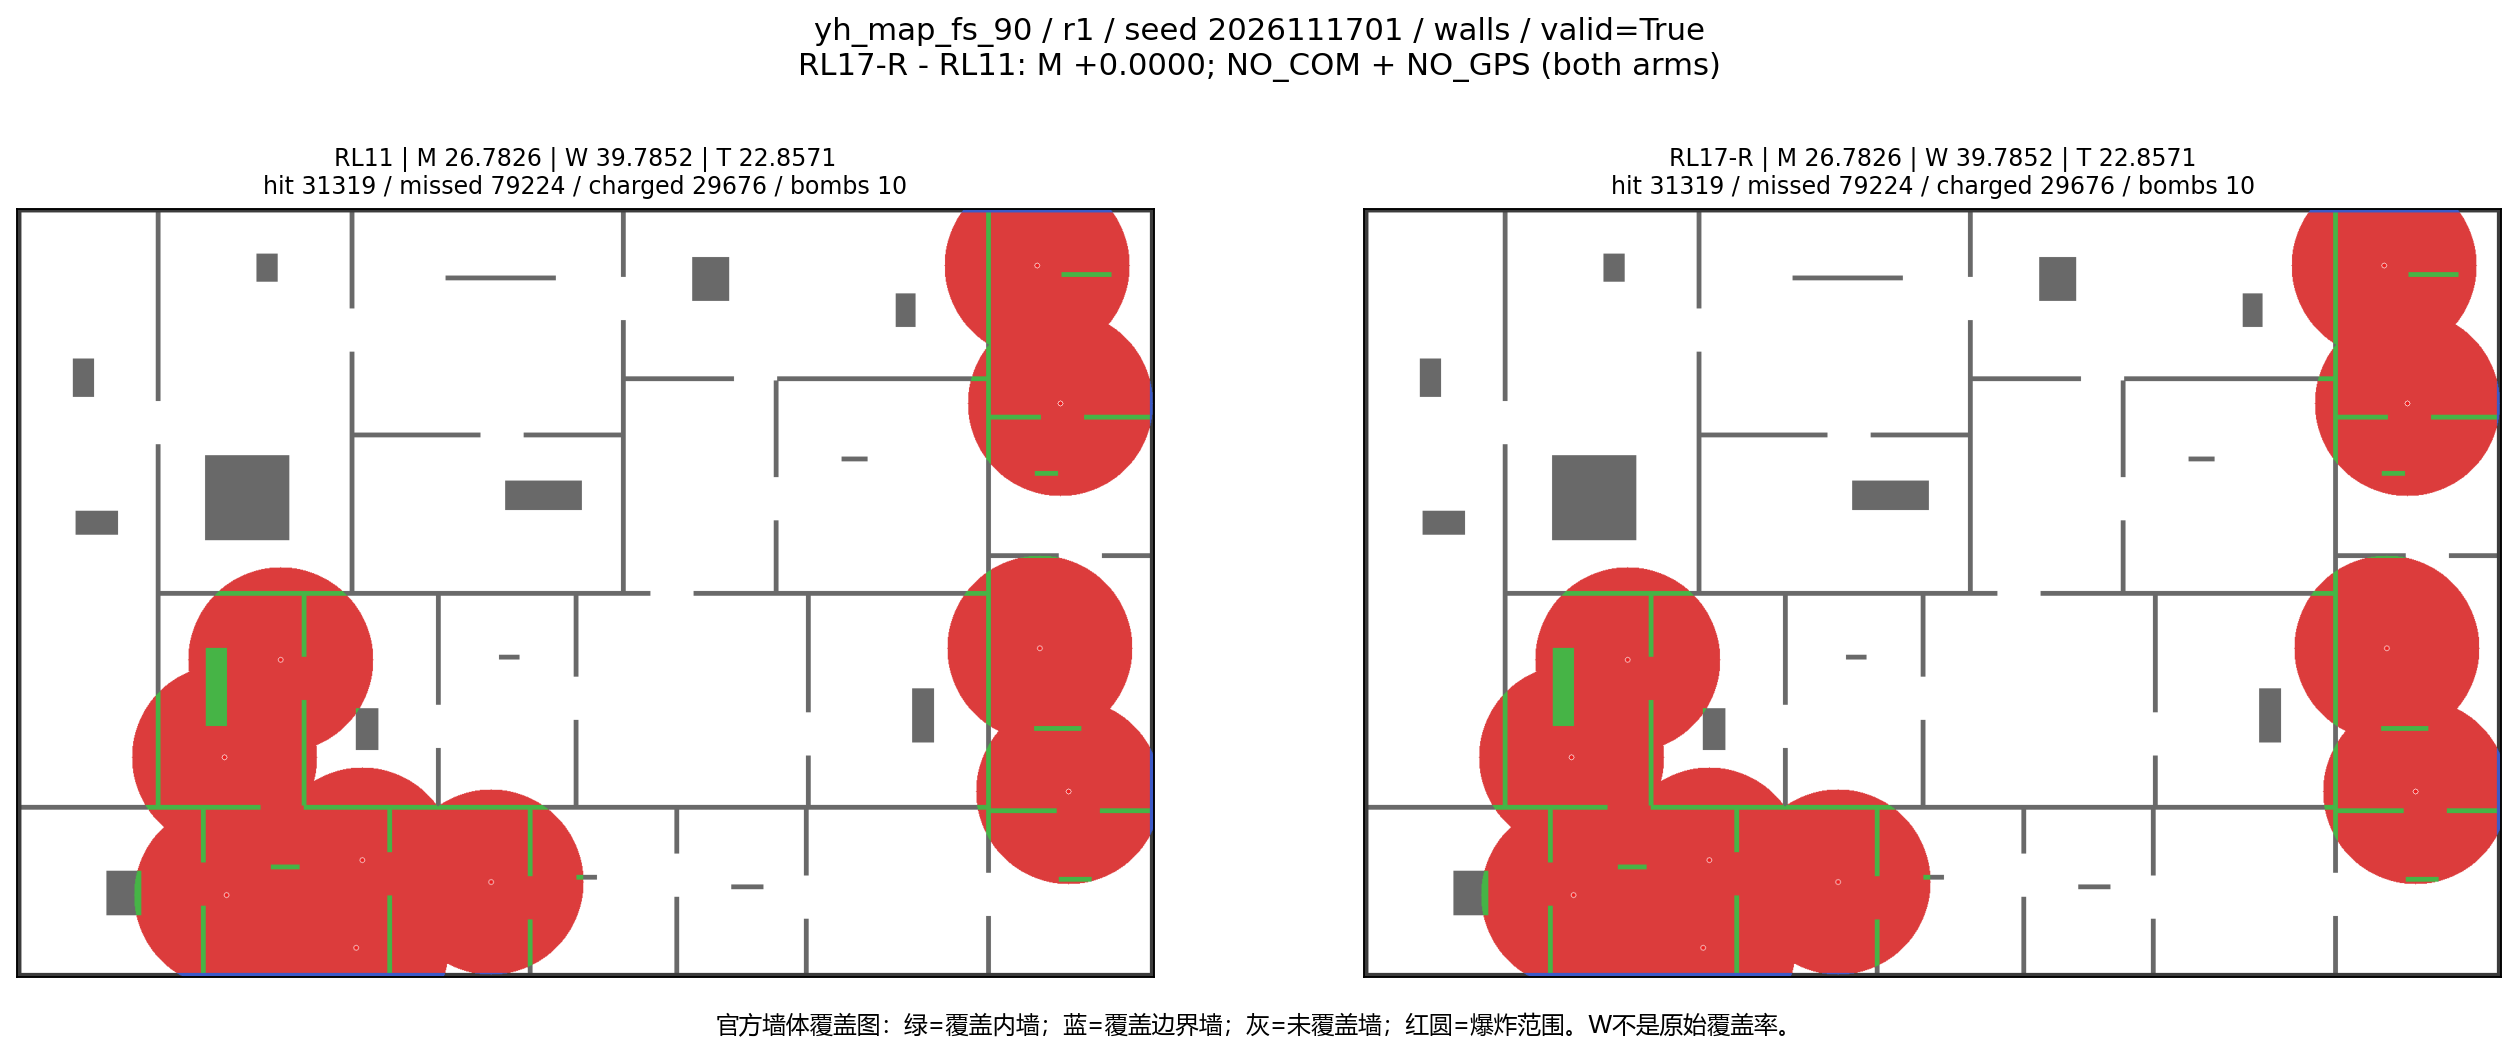 yh_map_fs_90 / r1 / seed 2026111701 / walls / valid=True
RL17-R - RL11: M +0.0000; NO_COM + NO_GPS (both arms)
RL11 | M 26.7826 | W 39.7852 | T 22.8571
hit 31319 / missed 79224 / charged 29676 / bombs 10
RL17-R | M 26.7826 | W 39.7852 | T 22.8571
hit 31319 / missed 79224 / charged 29676 / bombs 10
官方墙体覆盖图：绿=覆盖内墙；蓝=覆盖边界墙；灰=未覆盖墙；红圆=爆炸范围。W不是原始覆盖率。